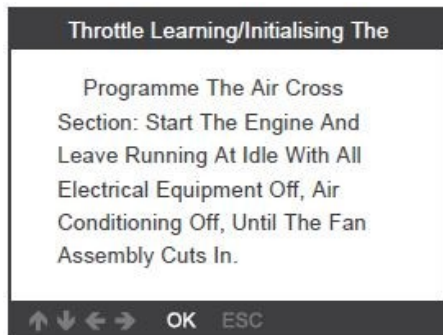 Throttle Learning/Initialising The
Programme The Air Cross
Section: Start The Engine And
Leave Running At Idle With All
Electrical Equipment Off, Air
Conditioning Off, Until The Fan
Assembly Cuts In.
OK ESC